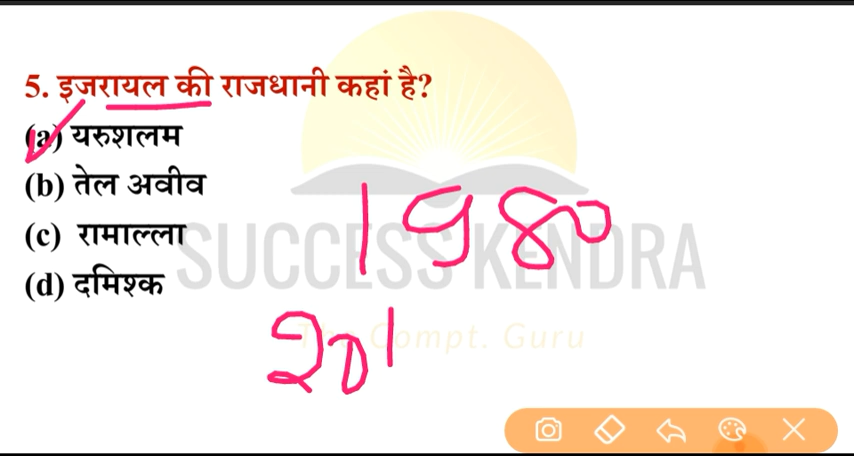 5. इजरायल की राजधानी कहां है?
(a) यरुशलम
(b) तेल अवीव
(c) रामाल्ला
(d) दमिश्क
1980
SUCCESS KENDRA
The Compt. Guru
201